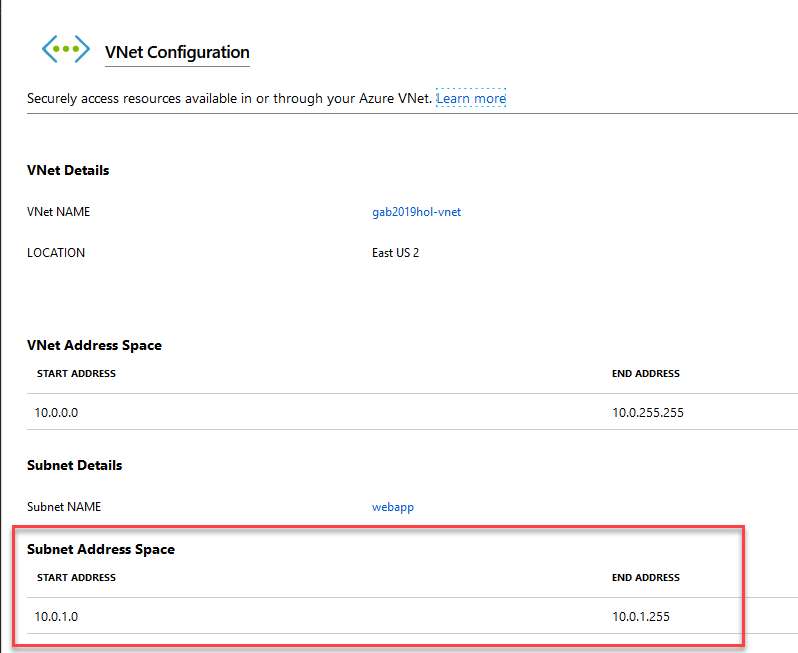 VNet Configuration
Securely access resources available in or through your Azure VNet. Learn more
VNet Details
VNet NAME gab2019hol-vnet
LOCATION East US 2
VNet Address Space
START ADDRESS END ADDRESS
10.0.0.0 10.0.255.255
Subnet Details
Subnet NAME webapp
Subnet Address Space
START ADDRESS END ADDRESS
10.0.1.0 10.0.1.255